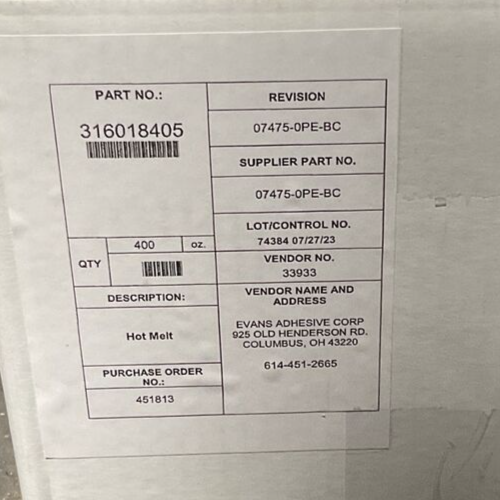 PART NO.:
316018405
QTY
400
oz.
DESCRIPTION:
Hot Melt
PURCHASE ORDER
NO.:
451813
REVISION
07475-0PE-BC
SUPPLIER PART NO.
07475-0PE-BC
LOT/CONTROL NO.
74384 07/27/23
VENDOR NO.
33933
VENDOR NAME AND
ADDRESS
EVANS ADHESIVE CORP
925 OLD HENDERSON RD.
COLUMBUS, OH 43220
614-451-2665